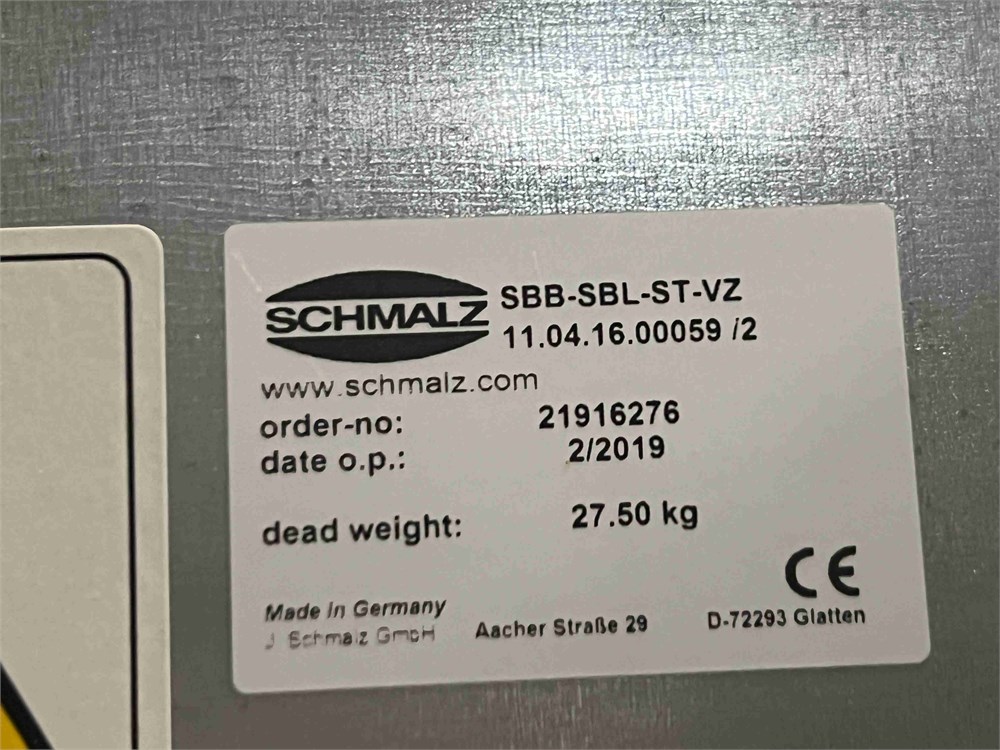 SCHMALZ
SBB-SBL-ST-VZ
11.04.16.00059 /2
www.schmalz.com
order-no: 21916276
date o.p.: 2/2019
dead weight: 27.50 kg
CE
Made in Germany
J. Schmalz GmbH Aacher Straße 29 D-72293 Glatten